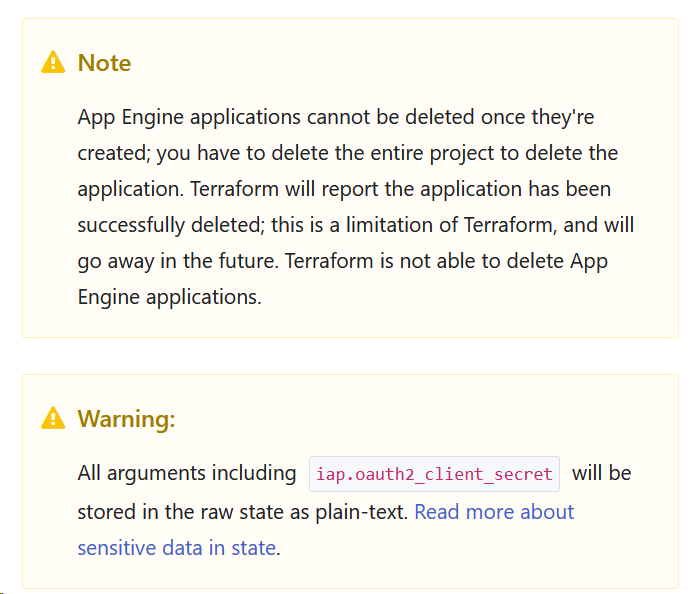 Note
App Engine applications cannot be deleted once they're
created; you have to delete the entire project to delete the
application. Terraform will report the application has been
successfully deleted; this is a limitation of Terraform, and will
go away in the future. Terraform is not able to delete App
Engine applications.
Warning:
All arguments including iap.oauth2_client_secret will be
stored in the raw state as plain-text. Read more about
sensitive data in state.